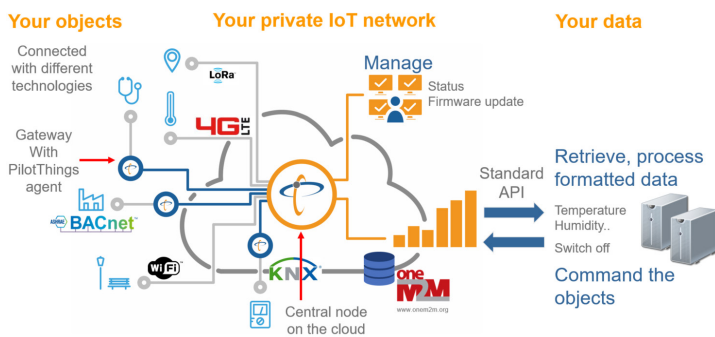 Your objects
Your private IoT network
Your data
Connected
with different
technologies
LoRa
4G LTE
Manage
Status
Firmware update
Gateway
With
PilotThings
agent
ASHRAE BACnet™
WiFi
KNX
Central node
on the cloud
one
M2M
www.onem2m.org
Standard
API
Retrieve, process
formatted data
Temperature
Humidity..
Switch off
Command the
objects